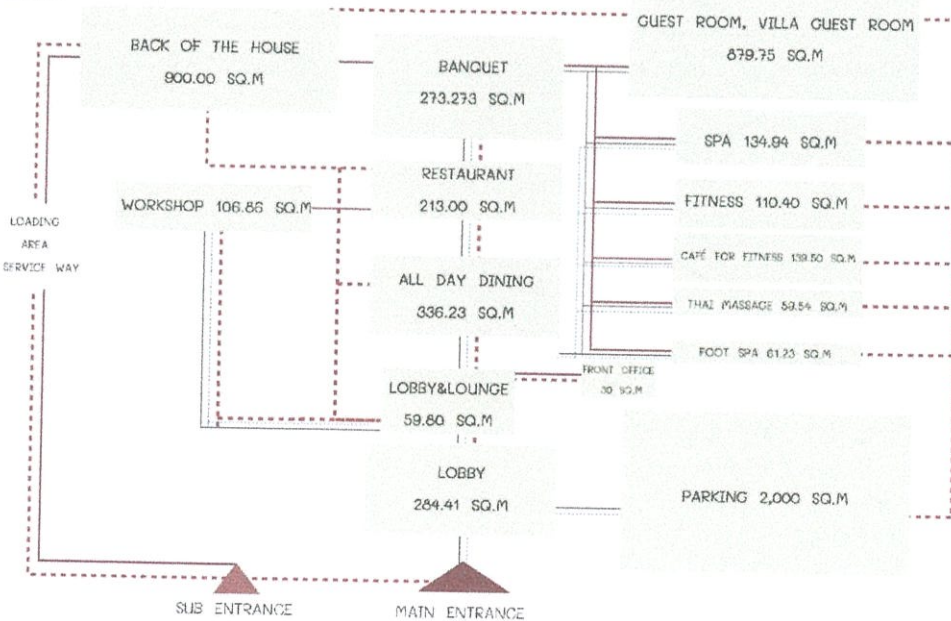 GUEST ROOM, VILLA GUEST ROOM
879.75 SQ.M
BACK OF THE HOUSE
900.00 SQ.M
BANQUET
273.273 SQ.M
SPA 134.94 SQ.M
RESTAURANT
213.00 SQ.M
WORKSHOP 106.86 SQ.M
FITNESS 110.40 SQ.M
LOADING
AREA
SERVICE WAY
CAFÉ FOR FITNESS 139.50 SQ.M
ALL DAY DINING
336.23 SQ.M
THAI MASSAGE 59.54 SQ.M
FOOT SPA 61.23 SQ.M
FRONT OFFICE
30 SQ.M
LOBBY&LOUNGE
59.80 SQ.M
LOBBY
284.41 SQ.M
PARKING 2,000 SQ.M
SUB ENTRANCE
MAIN ENTRANCE